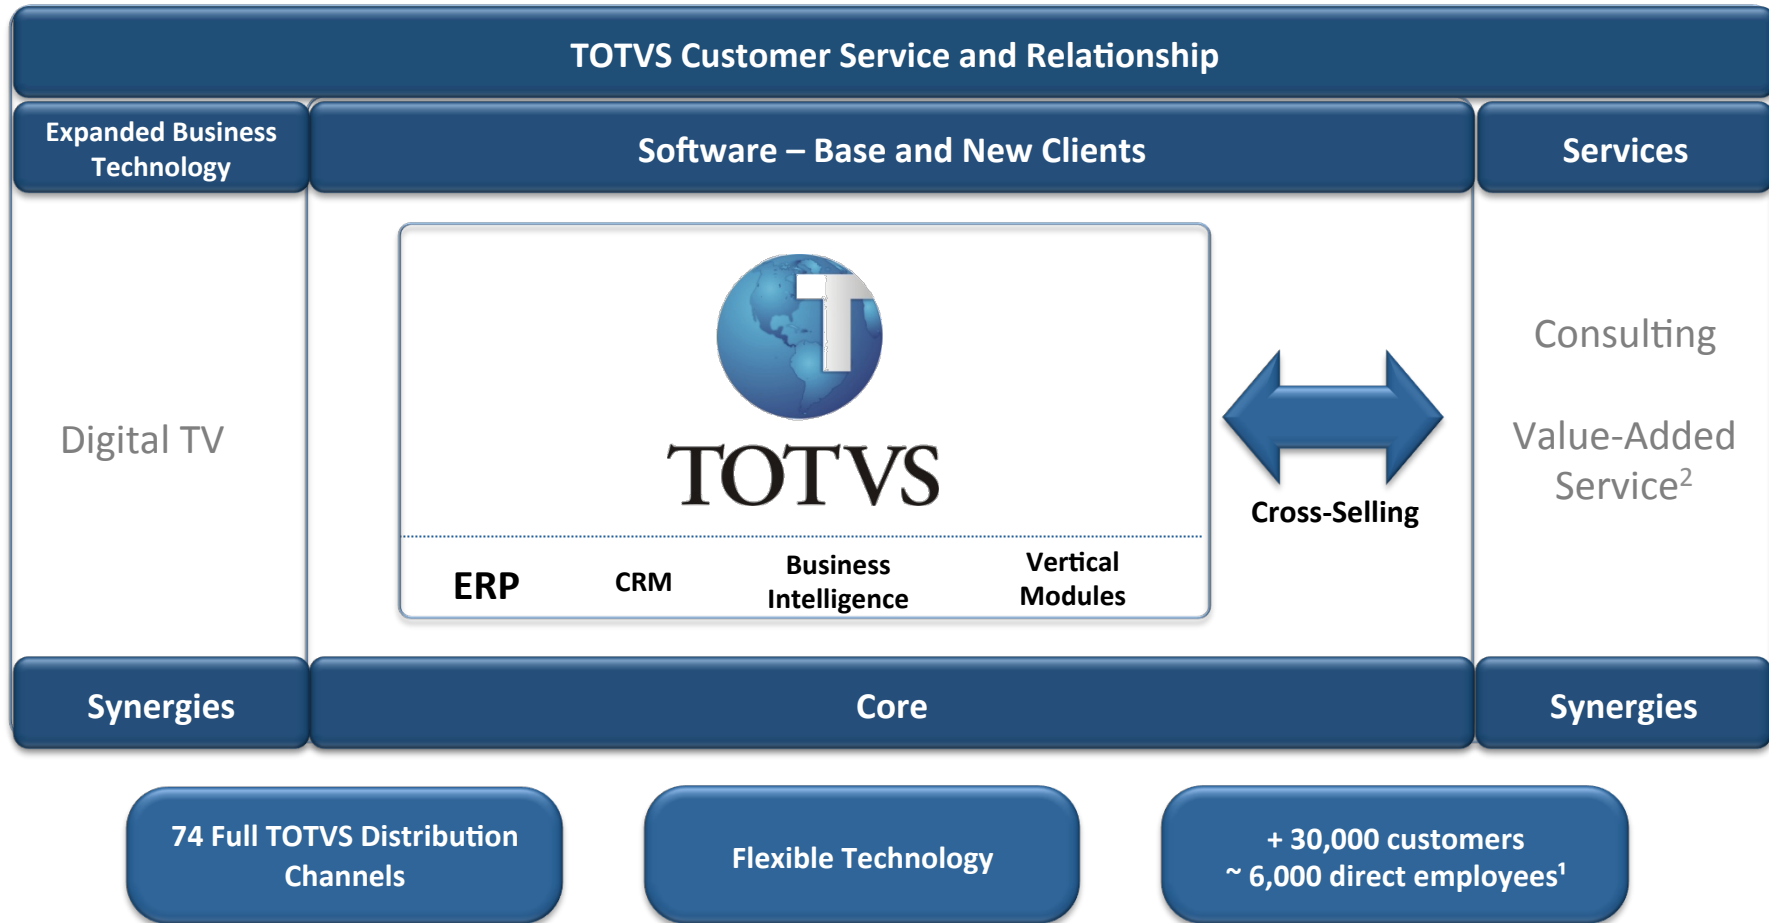 TOTVS Customer Service and Relationship
Expanded Business
Technology
Software – Base and New Clients
Services
Digital TV
T
TOTVS
ERP
CRM
Business
Intelligence
Vertical
Modules
Cross-Selling
Consulting
Value-Added
Service²
Synergies
Core
Synergies
74 Full TOTVS Distribution
Channels
Flexible Technology
+ 30,000 customers
~ 6,000 direct employees¹